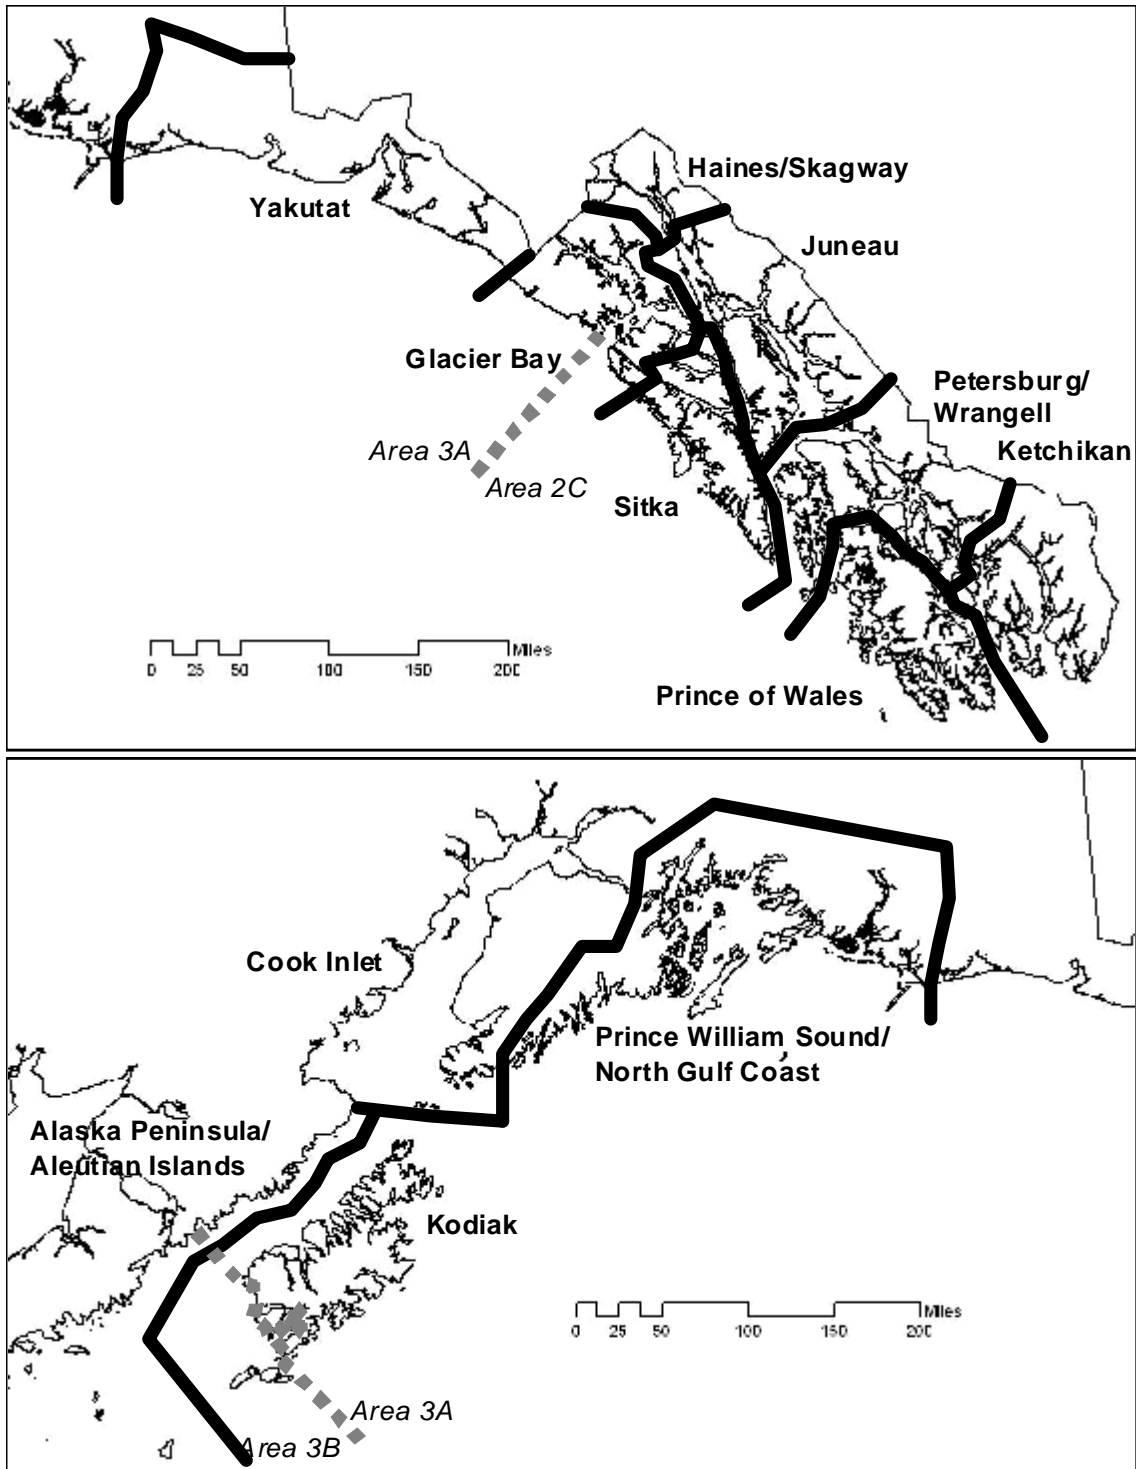 Haines/Skagway
Yakutat
Juneau
Glacier Bay
Petersburg/
Wrangell
Area 3A
Ketchikan
Area 2C
Sitka
Miles
0 25 50 100 150 200
Prince of Wales
Cook Inlet
Prince William Sound/
North Gulf Coast
Alaska Peninsula/
Aleutian Islands
Kodiak
Miles
0 25 50 100 150 200
Area 3A
Area 3B